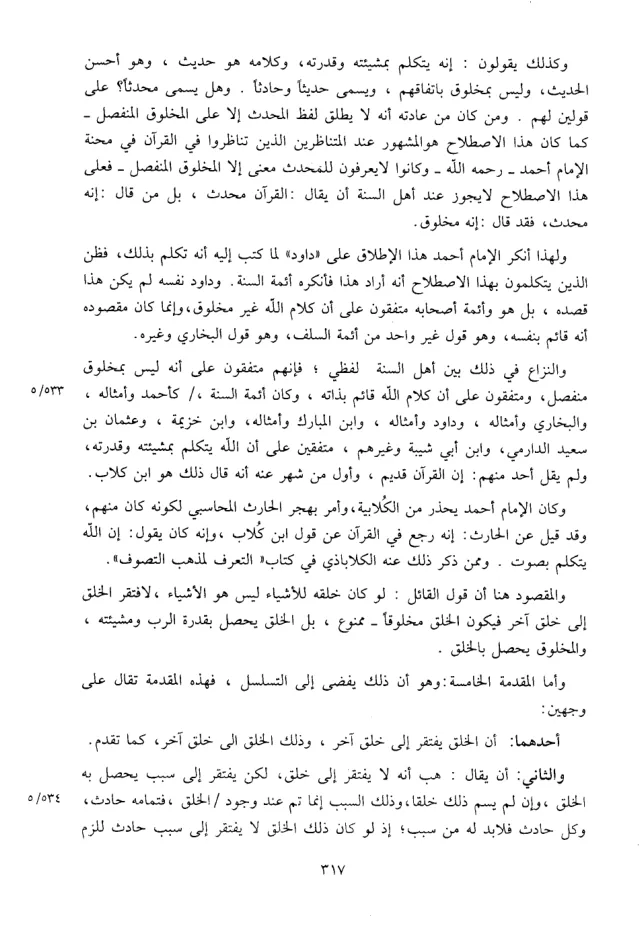 وكذلك يقولون : إنه يتكلم بمشيئته وقدرته، وكلامه هو حديث ، وهو أحسن
الحديث، وليس بمخلوق باتفاقهم ، ويسمى حديثاً وحادثاً . وهل يسمى محدثاً؟ على
قولين لهم . ومن كان من عادته أنه لا يطلق لفظ المحدث إلا على المخلوق المنفصل ـ
كما كان هذا الاصطلاح هوالمشهور عند المتناظرين الذين تناظروا في القرآن في محنة
الإمام أحمد ـ رحمه الله ـ وكانوا لايعرفون للمحدث معنى إلا المخلوق المنفصل ـ فعلى
هذا الاصطلاح لايجوز عند أهل السنة أن يقال :القرآن محدث ، بل من قال :إنه
محدث، فقد قال :إنه مخلوق.
ولهذا أنكر الإمام أحمد هذا الإطلاق على «داود» لما كتب إليه أنه تكلم بذلك، فظن
الذين يتكلمون بهذا الاصطلاح أنه أراد هذا فأنكره أئمة السنة. وداود نفسه لم يكن هذا
قصده ، بل هو وأئمة أصحابه متفقون على أن كلام الله غير مخلوق،وإنما كان مقصوده
أنه قائم بنفسه، وهو قول غير واحد من أئمة السلف، وهو قول البخاري وغيره.
والنزاع في ذلك بين أهل السنة لفظي ؛ فإنهم متفقون على أنه ليس بمخلوق
منفصل، ومتفقون على أن كلام الله قائم بذاته ، وكان أئمة السنة ،/ كأحمد وأمثاله ، ٥/٥٣٣
والبخاري وأمثاله ، وداود وأمثاله ، وابن المبارك وأمثاله، وابن خزيمة ، وعثمان بن
سعيد الدارمي، وابن أبي شيبة وغيرهم ، متفقين على أن الله يتكلم بمشيئته وقدرته،
ولم يقل أحد منهم: إن القرآن قديم ، وأول من شهر عنه أنه قال ذلك هو ابن كلاب.
وكان الإمام أحمد يحذر من الكُلابية،وأمر بهجر الحارث المحاسبي لكونه كان منهم،
وقد قيل عن الحارث: إنه رجع في القرآن عن قول ابن كُلاب ،وإنه كان يقول: إن الله
يتكلم بصوت . وممن ذكر ذلك عنه الكلاباذي في كتاب« التعرف لمذهب التصوف».
والمقصود هنا أن قول القائل : لو كان خلقه للأشياء ليس هو الأشياء ،لافتقر الخلق
إلى خلق آخر فيكون الخلق مخلوقاً ـ ممنوع ، بل الخلق يحصل بقدرة الرب ومشيئته ،
والمخلوق يحصل بالخلق .
وأما المقدمة الخامسة:وهو أن ذلك يفضى إلى التسلسل ، فهذه المقدمة تقال على
وجهين:
أحدهما: أن الخلق يفتقر إلى خلق آخر ، وذلك الخلق الى خلق آخر، كما تقدم.
والثاني: أن يقال : هب أنه لا يفتقر إلى خلق، لكن يفتقر إلى سبب يحصل به
الخلق ،وإن لم يسم ذلك خلقا،وذلك السبب إنما تم عند وجود /الخلق ،فتمامه حادث، ٥/٥٣٤
وكل حادث فلابد له من سبب؛ إذ لو كان ذلك الخلق لا يفتقر إلى سبب حادث للزم
٣١٧